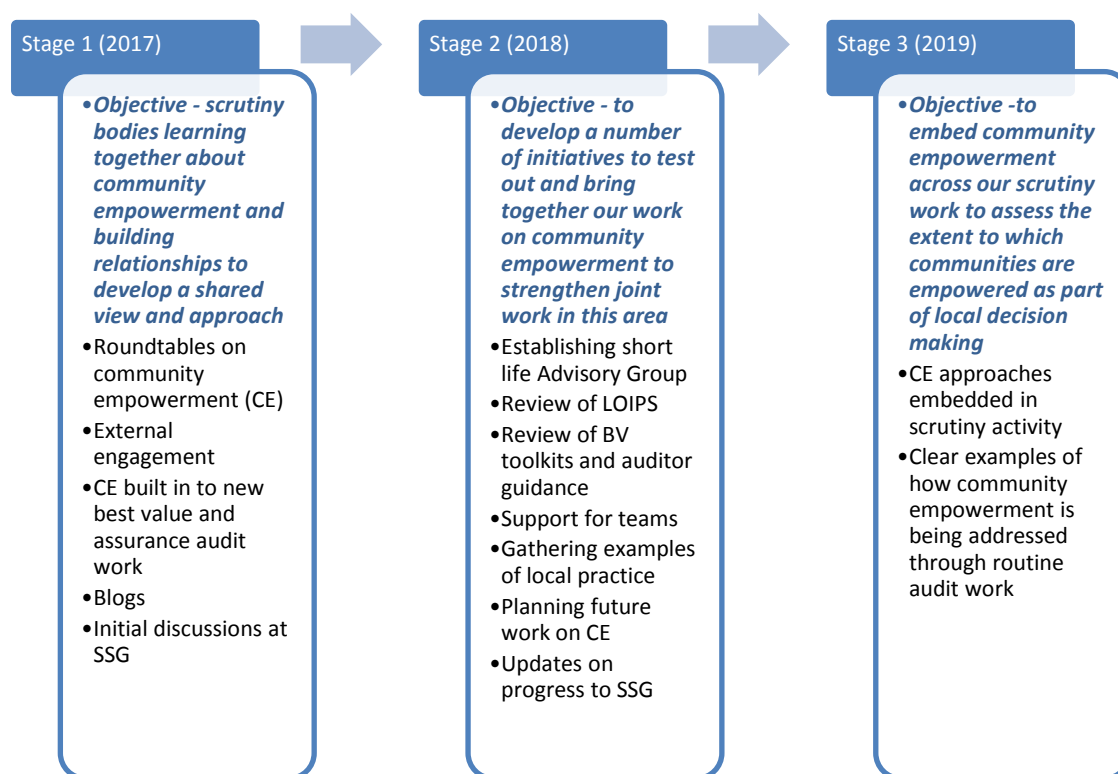 Stage 1 (2017)
•Objective - scrutiny
bodies learning
together about
community
empowerment and
building
relationships to
develop a shared
view and approach
•Roundtables on
community
empowerment (CE)
•External
engagement
•CE built in to new
best value and
assurance audit
work
•Blogs
•Initial discussions at
SSG
Stage 2 (2018)
•Objective - to
develop a number
of initiatives to test
out and bring
together our work
on community
empowerment to
strengthen joint
work in this area
•Establishing short
life Advisory Group
•Review of LOIPS
•Review of BV
toolkits and auditor
guidance
•Support for teams
•Gathering examples
of local practice
•Planning future
work on CE
•Updates on
progress to SSG
Stage 3 (2019)
•Objective -to
embed community
empowerment
across our scrutiny
work to assess the
extent to which
communities are
empowered as part
of local decision
making
•CE approaches
embedded in
scrutiny activity
•Clear examples of
how community
empowerment is
being addressed
through routine
audit work